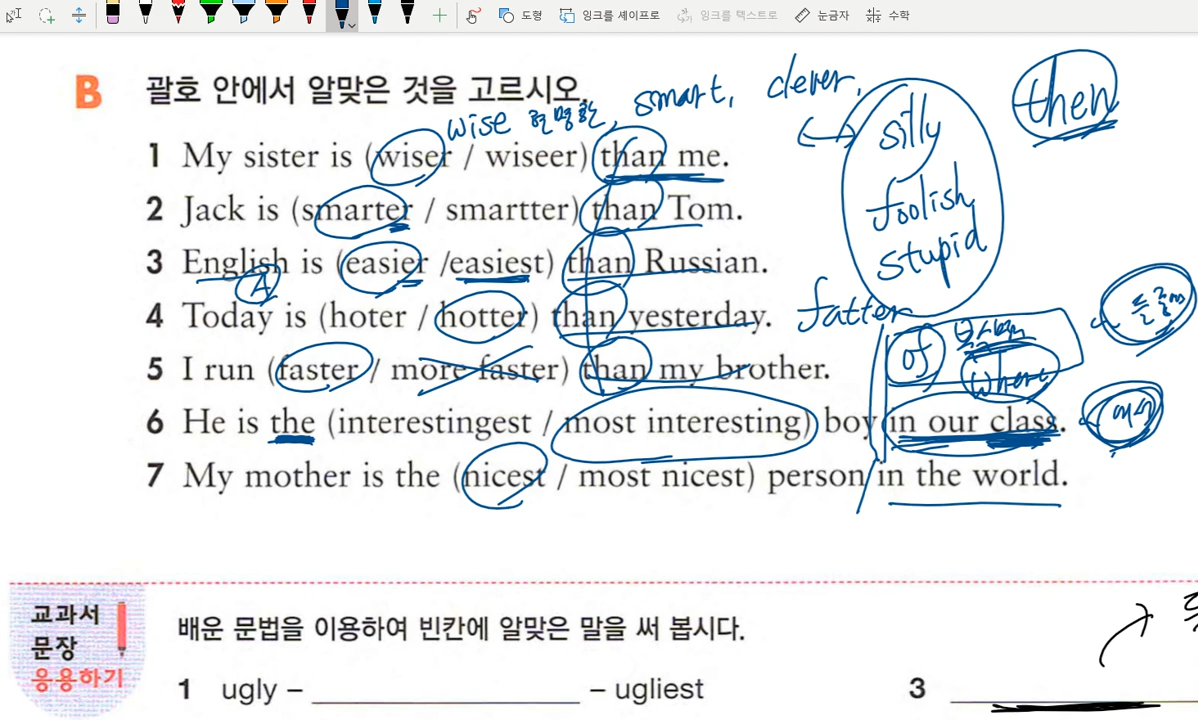 도형 잉크를 셰이프로 잉크를 텍스트로 눈금자 수학
B 괄호 안에서 알맞은 것을 고르시오.
wise 현명한, smart, clever,
↔ silly
foolish
stupid
then
1 My sister is (wiser / wiseer) than me.
2 Jack is (smarter / smartter) than Tom.
3 English is (easier /easiest) than Russian.
A
4 Today is (hoter / hotter) than yesterday.
fatter
5 I run (faster / more faster) than my brother.
of
where
6 He is the (interestingest / most interesting) boy in our class.
7 My mother is the (nicest / most nicest) person in the world.
교과서
문장
응용하기
배운 문법을 이용하여 빈칸에 알맞은 말을 써 봅시다.
1 ugly – – ugliest
3